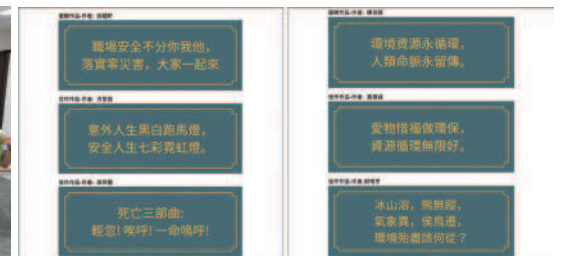 職場安全不分你我他，
落實零災害，大家一起來
意外人生黑白跑馬燈，
安全人生七彩霓虹燈。
死亡三部曲:
輕忽! 唉呼! 一命嗚呼!
環境資源永循環，
人類命脈永留傳。
愛物惜福做環保，
資源循環無限好。
冰山溶，熊無蹤，
氣象異，侯鳥遷，
環境殆盡該何從？